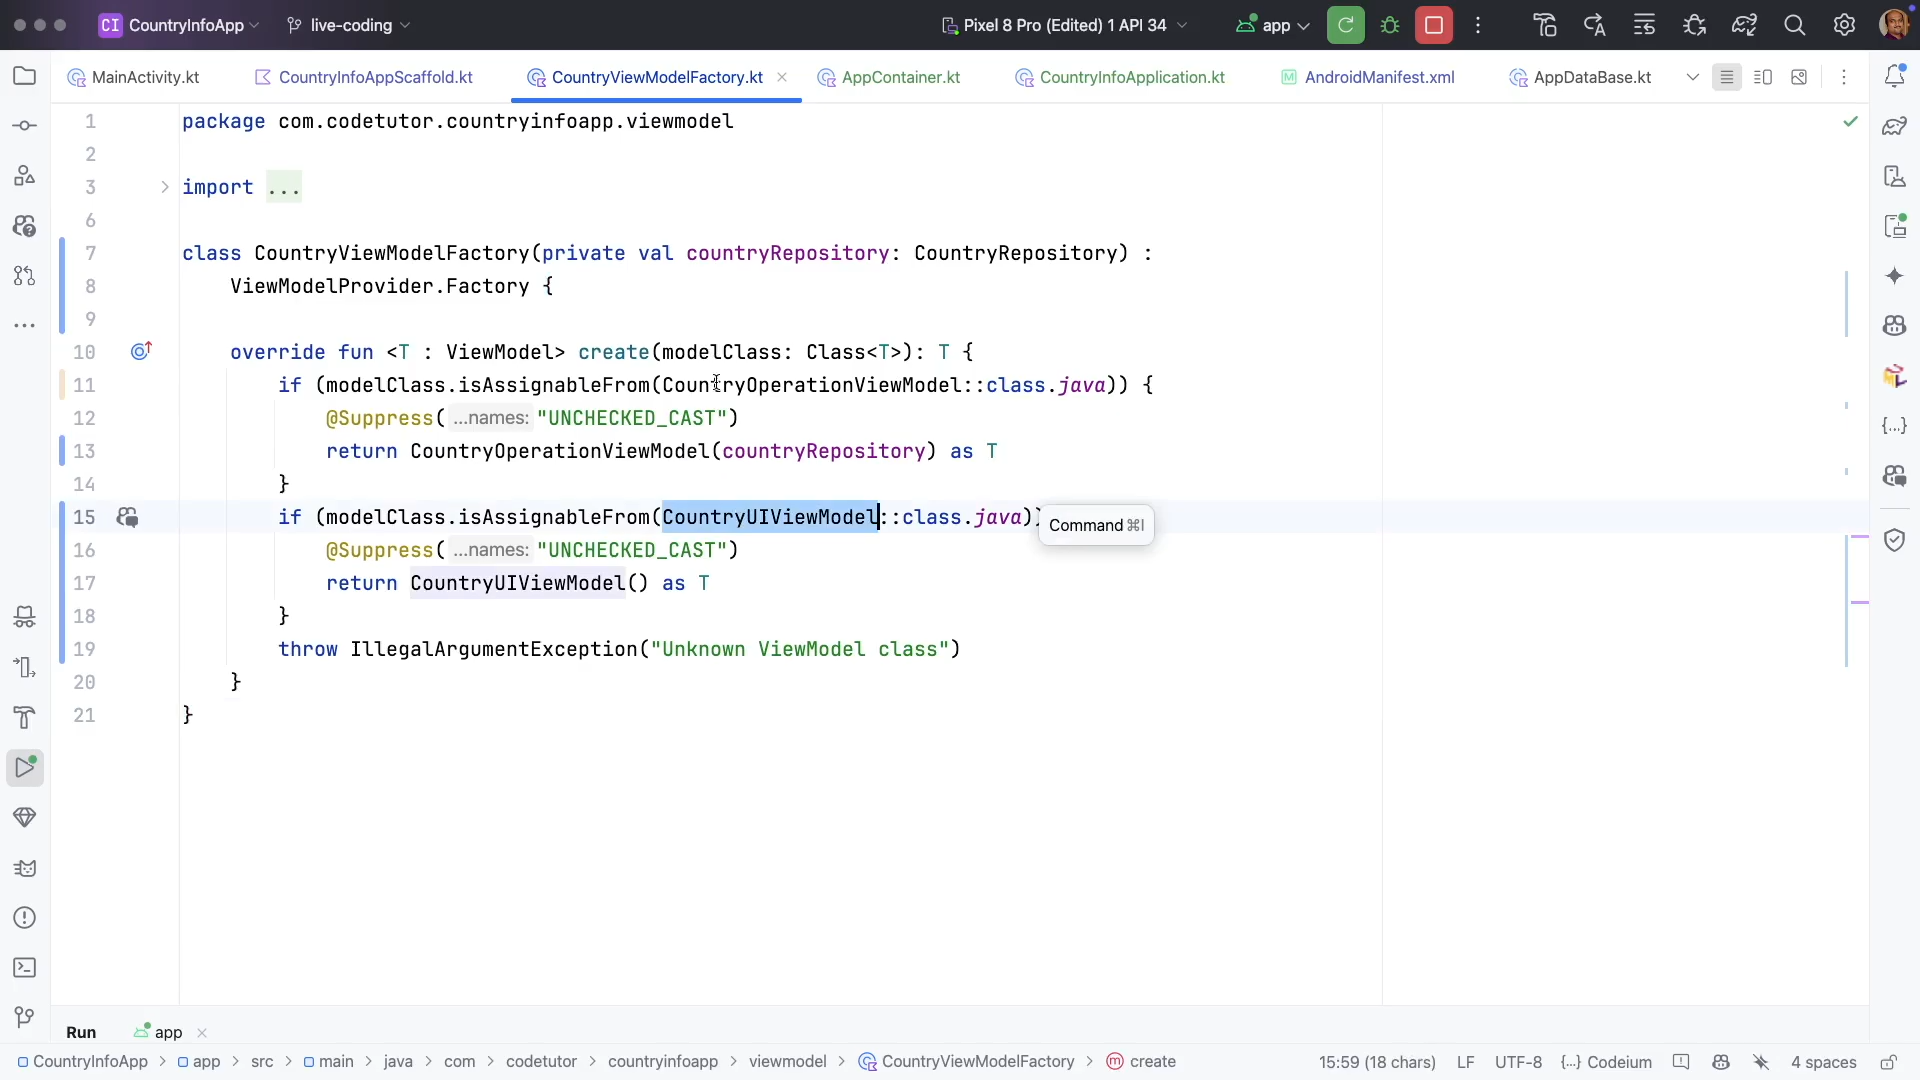 CI CountryInfoApp live-coding Pixel 8 Pro (Edited) 1 API 34 app
MainActivity.kt CountryInfoAppScaffold.kt CountryViewModelFactory.kt AppContainer.kt CountryInfoApplication.kt M AndroidManifest.xml AppDataBase.kt
1 package com.codetutor.countryinfoapp.viewmodel
2
3 import ...
6
7 class CountryViewModelFactory(private val countryRepository: CountryRepository) :
8 ViewModelProvider.Factory {
9
10 override fun <T : ViewModel> create(modelClass: Class<T>): T {
11 if (modelClass.isAssignableFrom(CountryOperationViewModel::class.java)) {
12 @Suppress( ...names: "UNCHECKED_CAST")
13 return CountryOperationViewModel(countryRepository) as T
14 }
15 if (modelClass.isAssignableFrom(CountryUIViewModel::class.java)) Command ⌘I
16 @Suppress( ...names: "UNCHECKED_CAST")
17 return CountryUIViewModel() as T
18 }
19 throw IllegalArgumentException("Unknown ViewModel class")
20 }
21 }
Run app
CountryInfoApp > app > src > main > java > com > codetutor > countryinfoapp > viewmodel > CountryViewModelFactory > m create 15:59 (18 chars) LF UTF-8 {...} Codeium 4 spaces